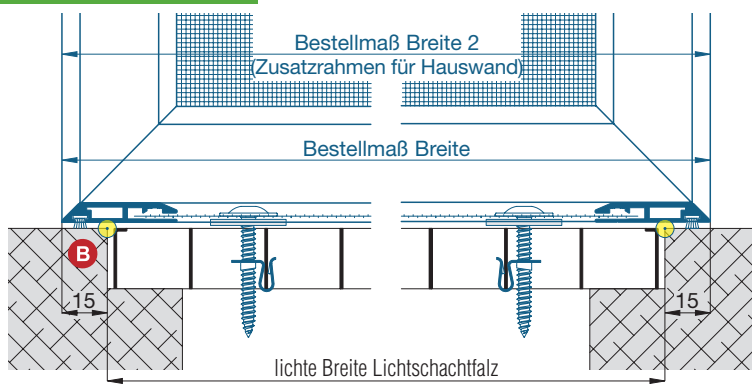 Bestellmaß Breite 2
(Zusatzrahmen für Hauswand)
Bestellmaß Breite
B
15
15
lichte Breite Lichtschachtfalz